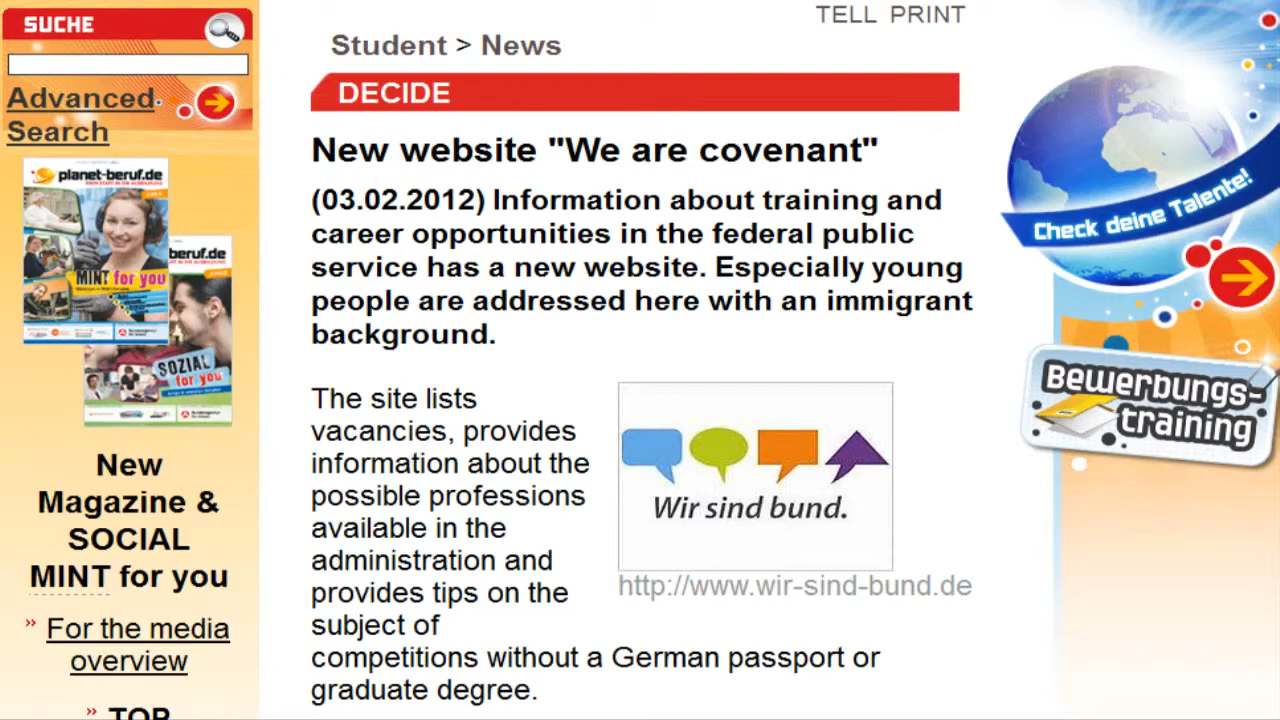 SUCHE
Advanced
Search
planet-beruf.de
MINT for you
beruf.de
SOZIAL
for you
New
Magazine &
SOCIAL
MINT for you
» For the media
overview
» TOP
TELL PRINT
Student > News
DECIDE
New website "We are covenant"
(03.02.2012) Information about training and
career opportunities in the federal public
service has a new website. Especially young
people are addressed here with an immigrant
background.
The site lists
vacancies, provides
information about the
possible professions
available in the
administration and
provides tips on the
subject of
competitions without a German passport or
graduate degree.
Wir sind bund.
http://www.wir-sind-bund.de
Check deine Talente!
Bewerbungs-
training